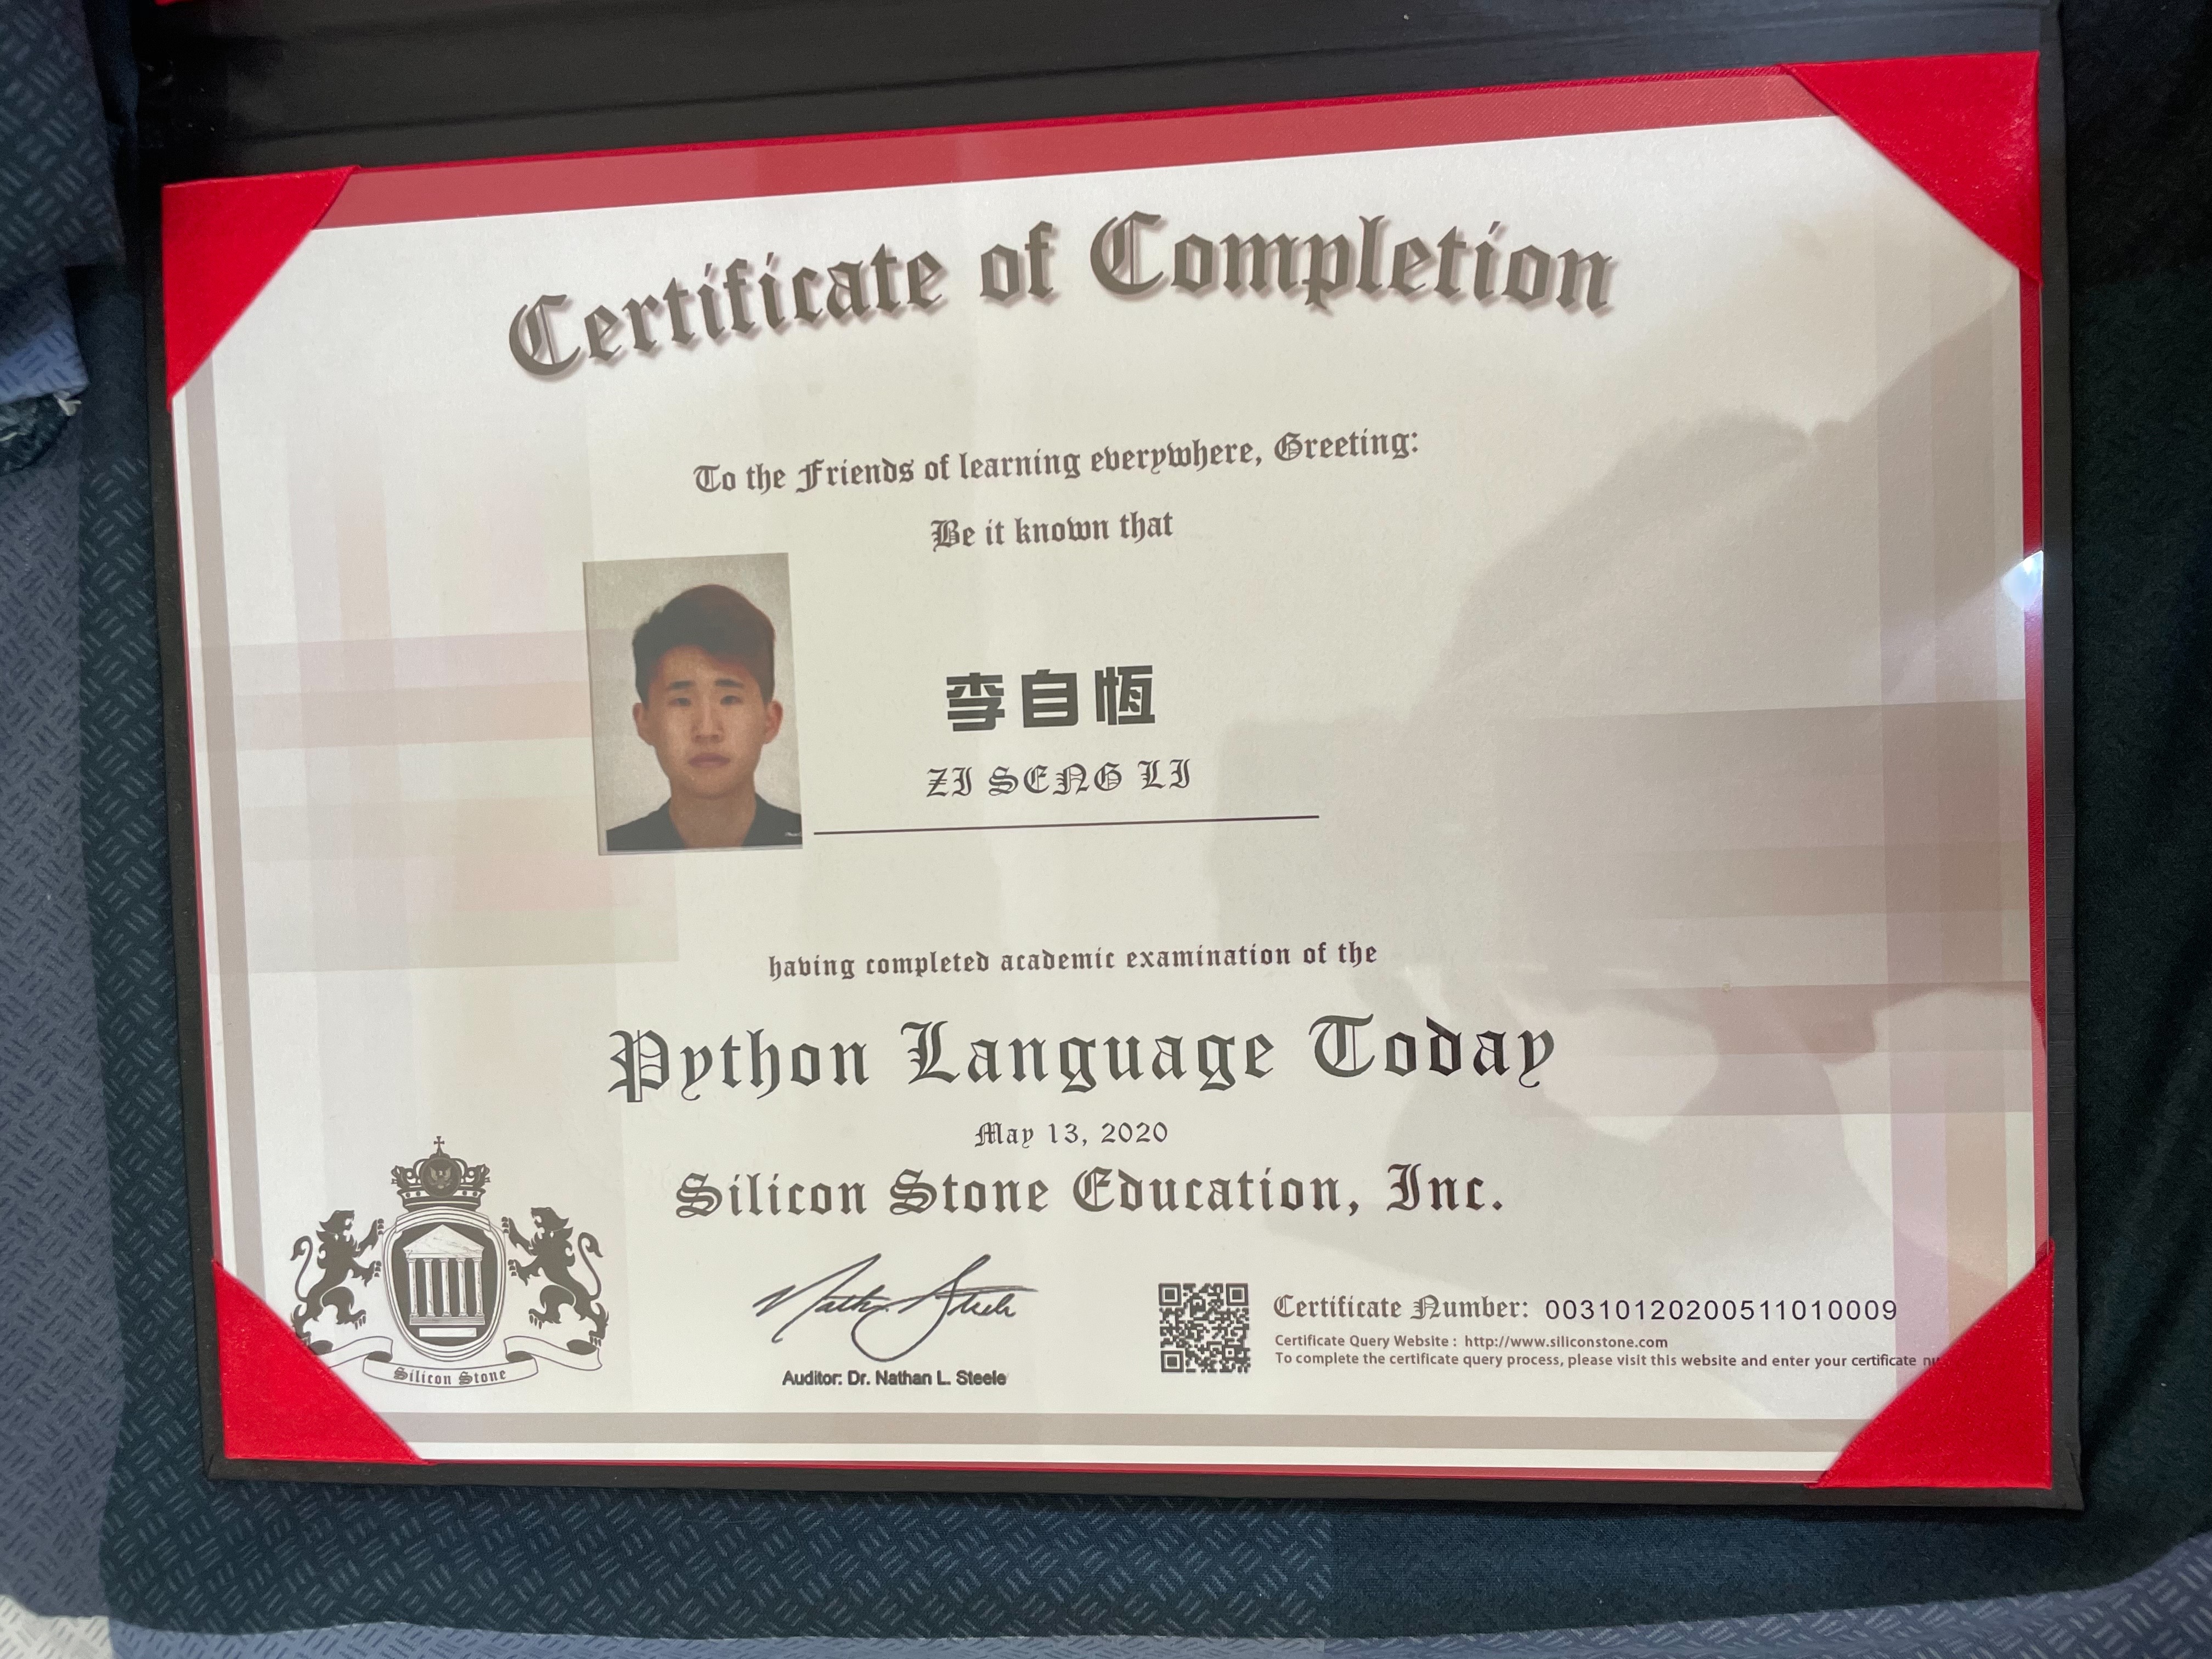 Certificate of Completion
To the Friends of learning everywhere, Greeting:
Be it known that
李自恆
ZI SENG LI
having completed academic examination of the
Python Language Today
May 13, 2020
Silicon Stone Education, Inc.
Silicon Stone
Auditor: Dr. Nathan L. Steele
Certificate Number: 00310120200511010009
Certificate Query Website : http://www.siliconstone.com
To complete the certificate query process, please visit this website and enter your certificate